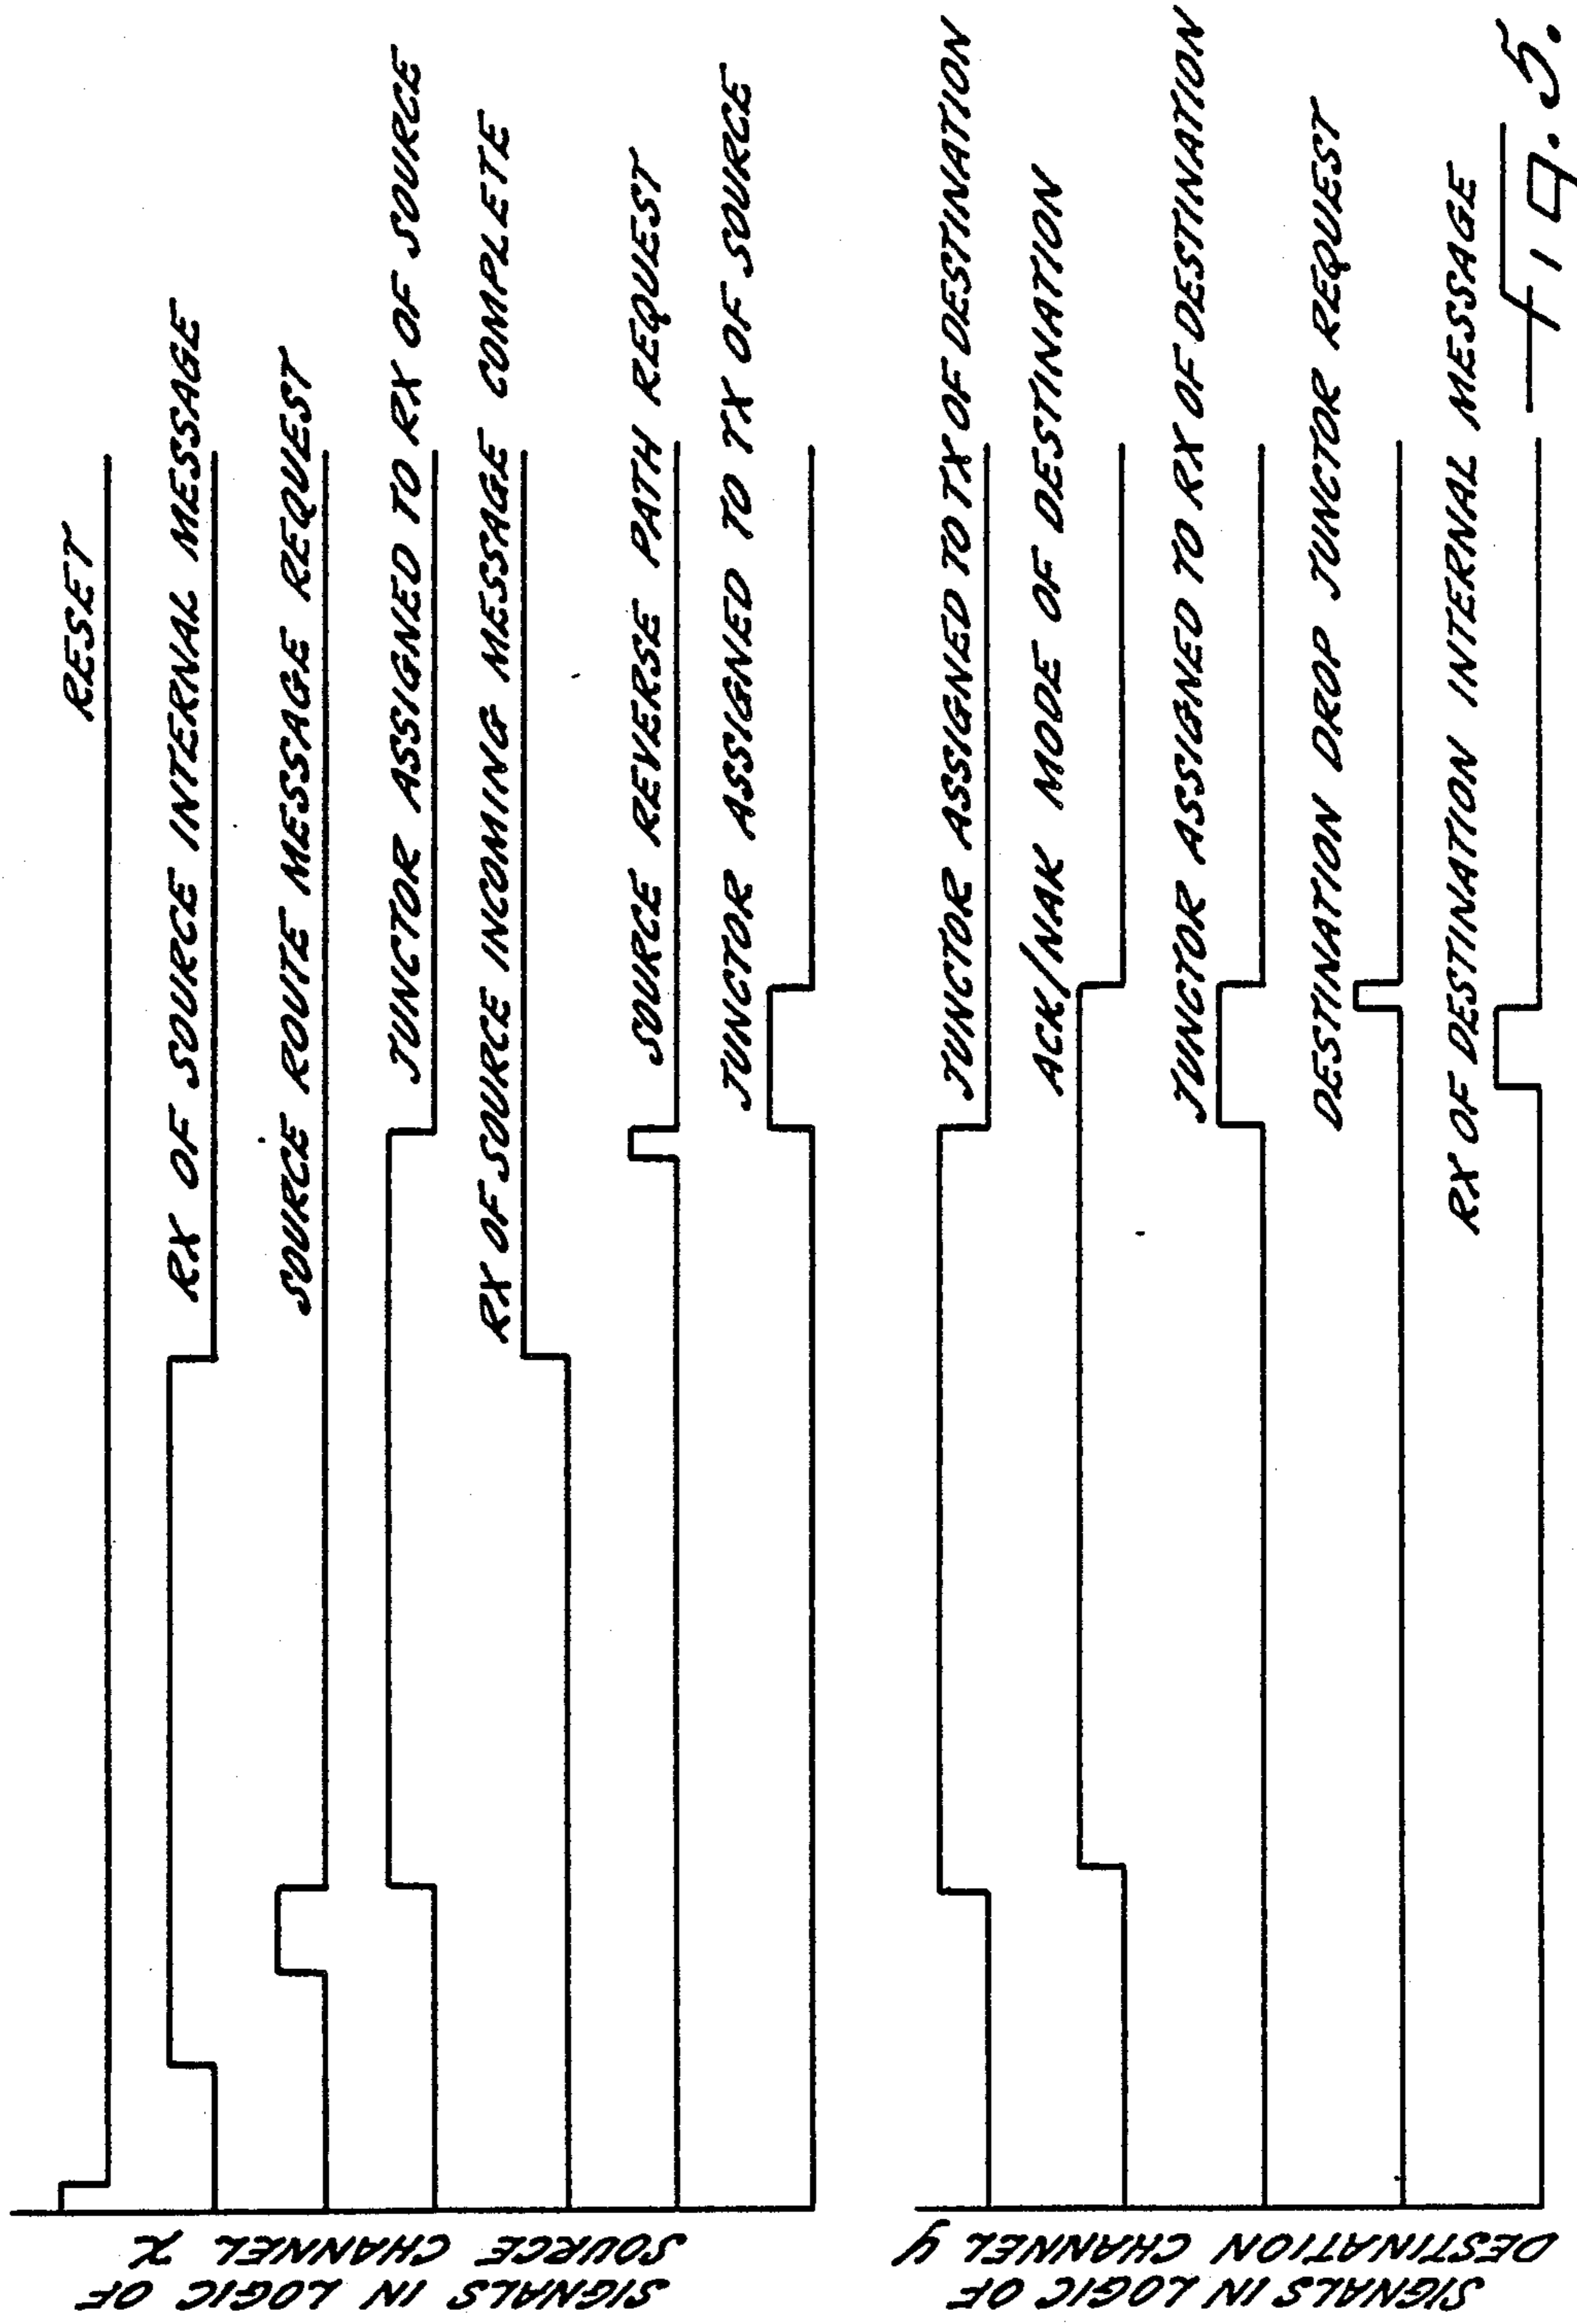 SIGNALS IN LOGIC OF
SOURCE CHANNEL X
RESET
RX OF SOURCE INTERNAL MESSAGE
SOURCE ROUTE MESSAGE REQUEST
JUNCTOR ASSIGNED TO RX OF SOURCE
RX OF SOURCE INCOMING MESSAGE COMPLETE
SOURCE REVERSE PATH REQUEST
JUNCTOR ASSIGNED TO TX OF SOURCE
SIGNALS IN LOGIC OF
DESTINATION CHANNEL y
JUNCTOR ASSIGNED TO TX OF DESTINATION
ACK/NAK MODE OF DESTINATION
JUNCTOR ASSIGNED TO RX OF DESTINATION
DESTINATION DROP JUNCTOR REQUEST
RX OF DESTINATION INTERNAL MESSAGE
Fig. 5.